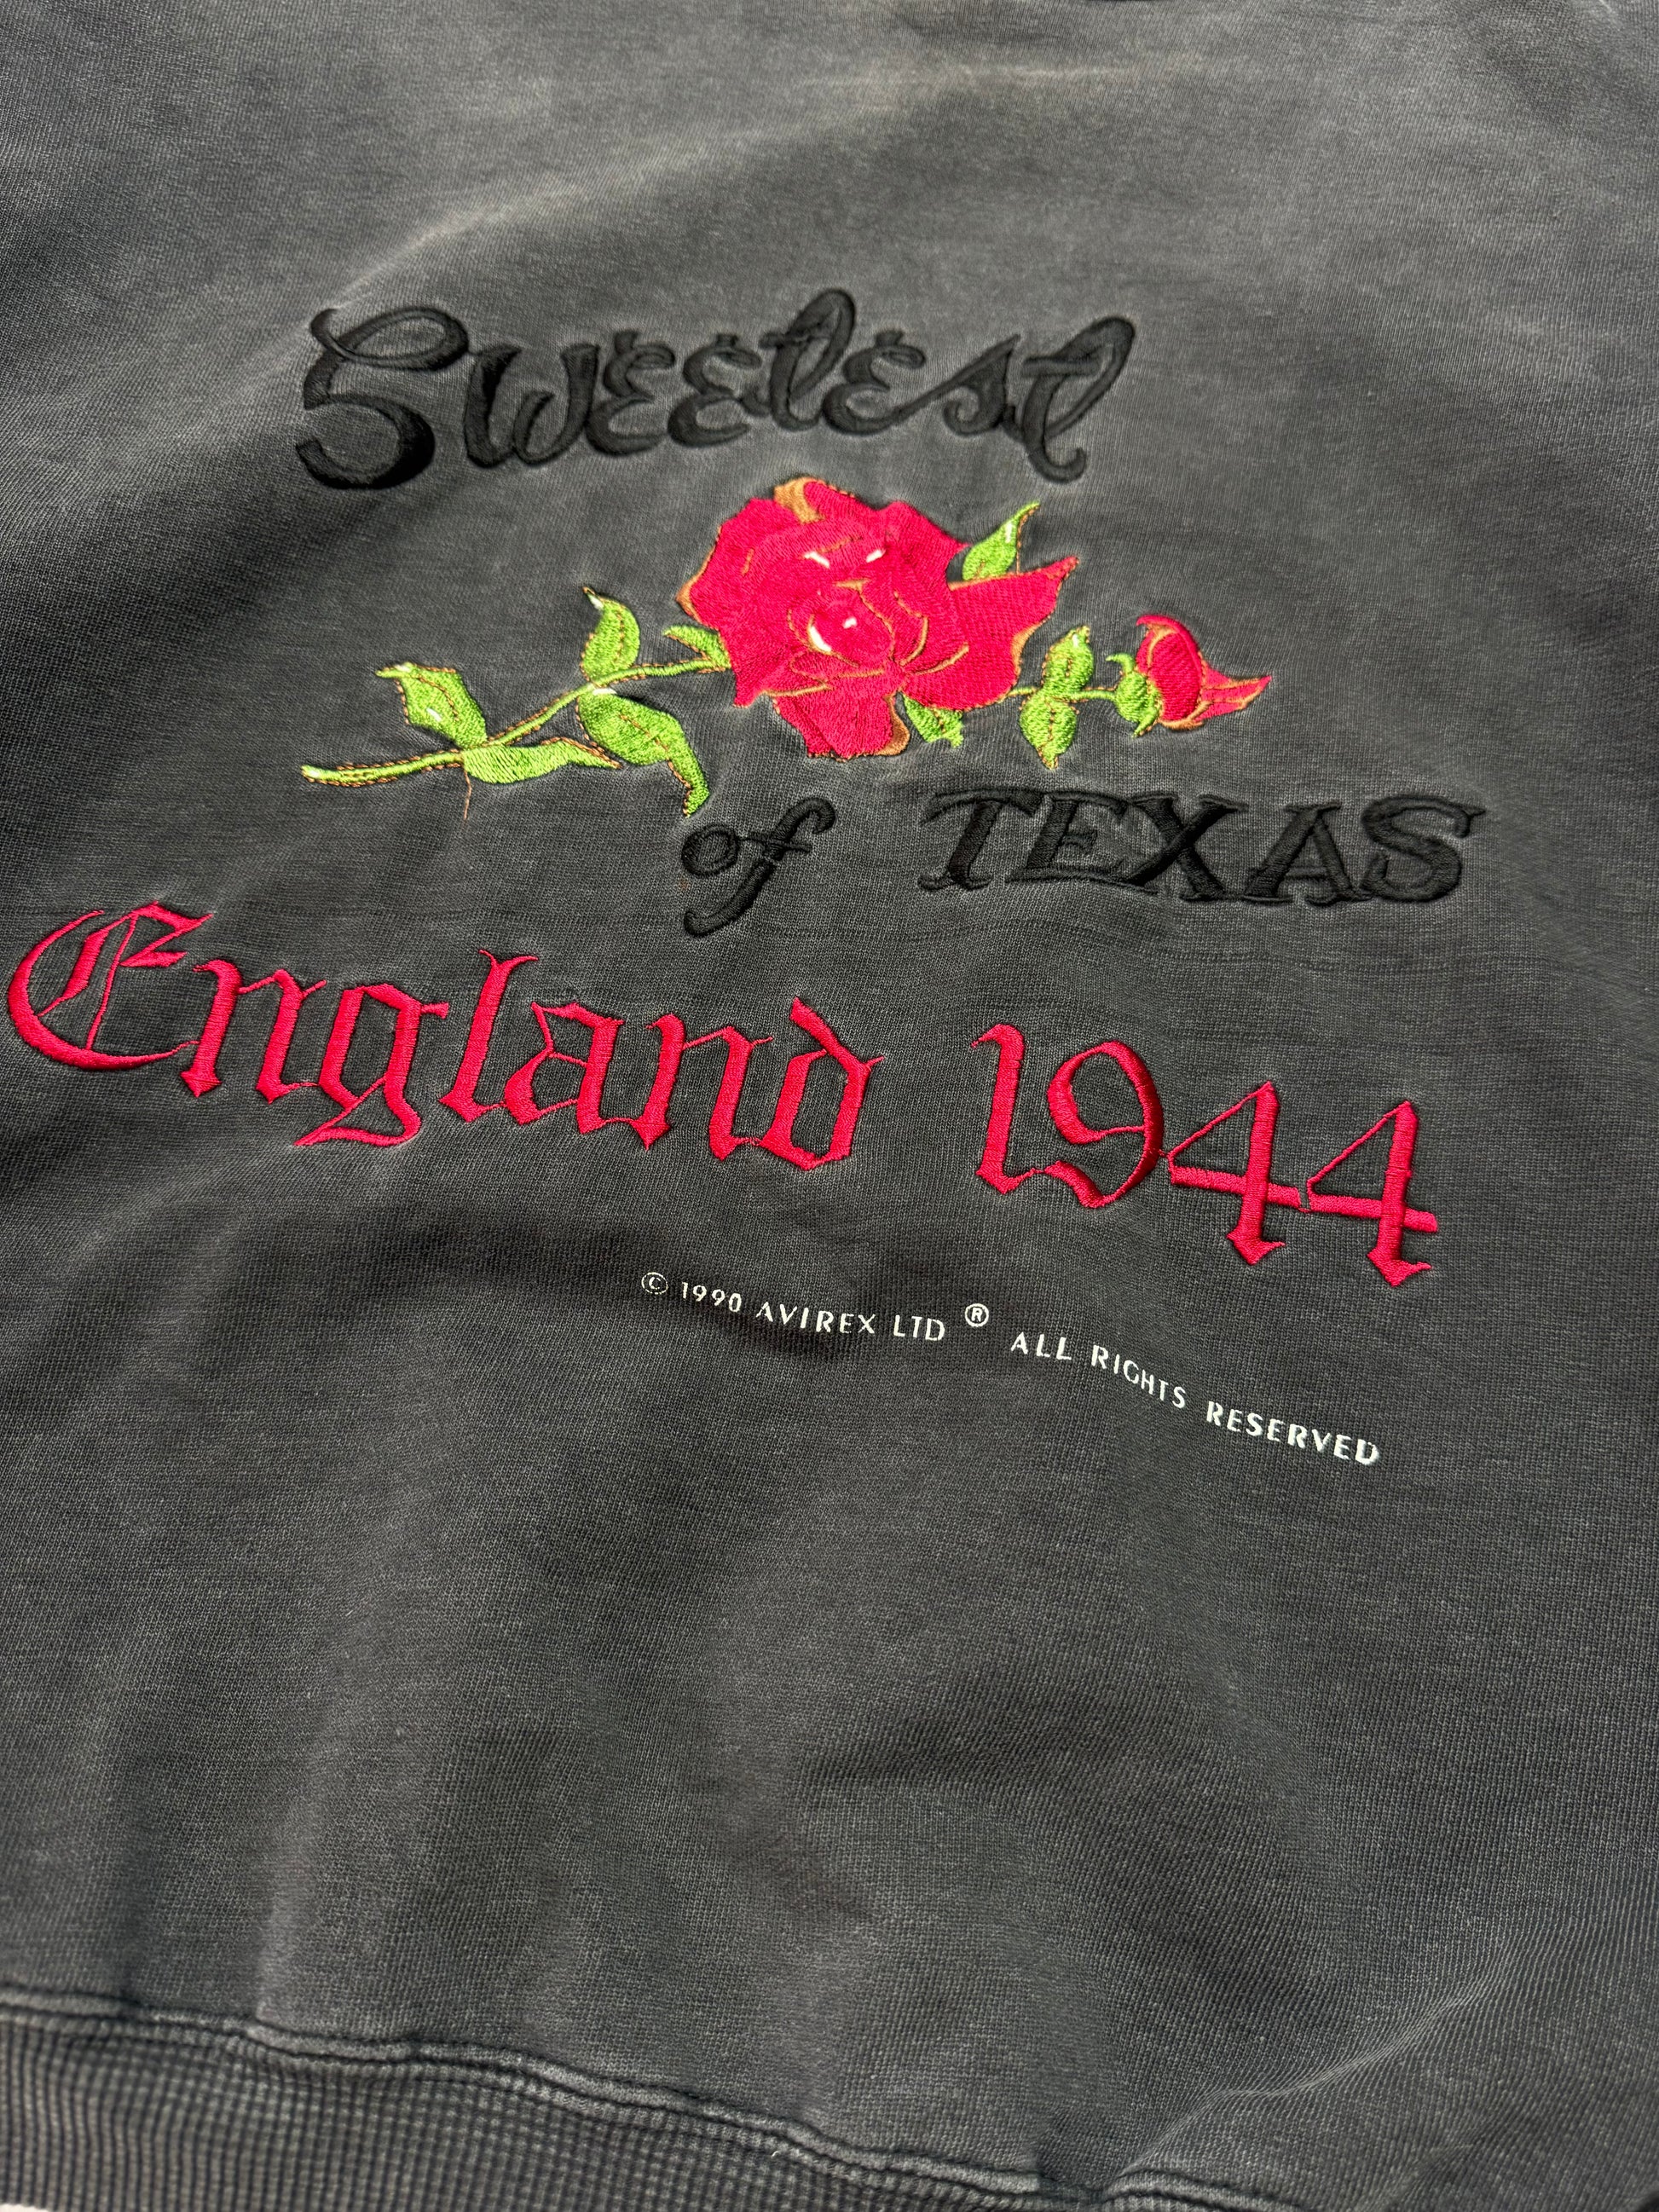 Sweetest
of TEXAS
England 1944
© 1990 AVIREX LTD ® ALL RIGHTS RESERVED